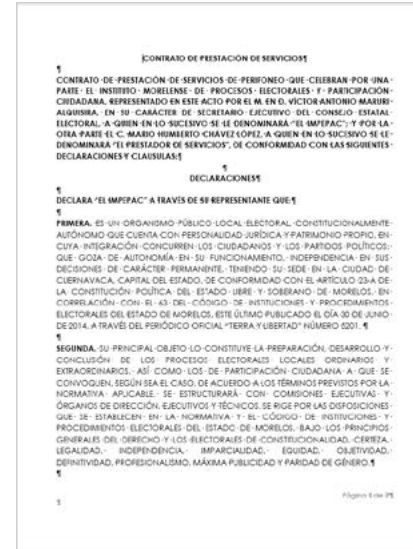 CONTRATO DE PRESTACIÓN DE SERVICIOS¶
¶
CONTRATO DE PRESTACIÓN DE SERVICIOS DE PERIFONEO QUE CELEBRAN POR UNA
PARTE EL INSTITUTO MORELENSE DE PROCESOS ELECTORALES Y PARTICIPACIÓN
CIUDADANA, REPRESENTADO EN ESTE ACTO POR EL M. EN D. VÍCTOR ANTONIO MARURI
ALQUISIRA, EN SU CARÁCTER DE SECRETARIO EJECUTIVO DEL CONSEJO ESTATAL
ELECTORAL, A QUIEN EN LO SUCESIVO SE LE DENOMINARÁ "EL IMPEPAC"; Y POR LA
OTRA PARTE EL C. MARIO HUMBERTO CHÁVEZ LÓPEZ, A QUIEN EN LO SUCESIVO SE LE
DENOMINARÁ "EL PRESTADOR DE SERVICIOS", DE CONFORMIDAD CON LAS SIGUIENTES
DECLARACIONES Y CLAUSULAS:¶
¶
DECLARACIONES¶
¶
DECLARA "EL IMPEPAC" A TRAVÉS DE SU REPRESENTANTE QUE:¶
¶
PRIMERA. ES UN ORGANISMO PÚBLICO LOCAL ELECTORAL, CONSTITUCIONALMENTE
AUTÓNOMO QUE CUENTA CON PERSONALIDAD JURÍDICA Y PATRIMONIO PROPIO, EN
CUYA INTEGRACIÓN CONCURREN LOS CIUDADANOS Y LOS PARTIDOS POLÍTICOS;
QUE GOZA DE AUTONOMÍA EN SU FUNCIONAMIENTO, INDEPENDENCIA EN SUS
DECISIONES DE CARÁCTER PERMANENTE, TENIENDO SU SEDE EN LA CIUDAD DE
CUERNAVACA, CAPITAL DEL ESTADO, DE CONFORMIDAD CON EL ARTÍCULO 23-A DE
LA CONSTITUCIÓN POLÍTICA DEL ESTADO LIBRE Y SOBERANO DE MORELOS, EN
CORRELACIÓN CON EL 63 DEL CÓDIGO DE INSTITUCIONES Y PROCEDIMIENTOS
ELECTORALES DEL ESTADO DE MORELOS, ESTE ÚLTIMO PUBLICADO EL DÍA 30 DE JUNIO
DE 2014, A TRAVÉS DEL PERIÓDICO OFICIAL "TIERRA Y LIBERTAD" NÚMERO 5201. ¶
¶
SEGUNDA. SU PRINCIPAL OBJETO LO CONSTITUYE LA PREPARACIÓN, DESARROLLO Y
CONCLUSIÓN DE LOS PROCESOS ELECTORALES LOCALES ORDINARIOS Y
EXTRAORDINARIOS, ASÍ COMO LOS DE PARTICIPACIÓN CIUDADANA A QUE SE
CONVOQUEN, SEGÚN SEA EL CASO, DE ACUERDO A LOS TÉRMINOS PREVISTOS POR LA
NORMATIVA APLICABLE. SE ESTRUCTURARÁ CON COMISIONES EJECUTIVAS Y
ÓRGANOS DE DIRECCIÓN, EJECUTIVOS Y TÉCNICOS. SE RIGE POR LAS DISPOSICIONES
QUE SE ESTABLECEN EN LA NORMATIVA Y EL CÓDIGO DE INSTITUCIONES Y
PROCEDIMIENTOS ELECTORALES DEL ESTADO DE MORELOS, BAJO LOS PRINCIPIOS
GENERALES DEL DERECHO Y LOS ELECTORALES DE CONSTITUCIONALIDAD, CERTEZA,
LEGALIDAD, INDEPENDENCIA, IMPARCIALIDAD, EQUIDAD, OBJETIVIDAD,
DEFINITIVIDAD, PROFESIONALISMO, MÁXIMA PUBLICIDAD Y PARIDAD DE GÉNERO.¶
¶
Página 1 de